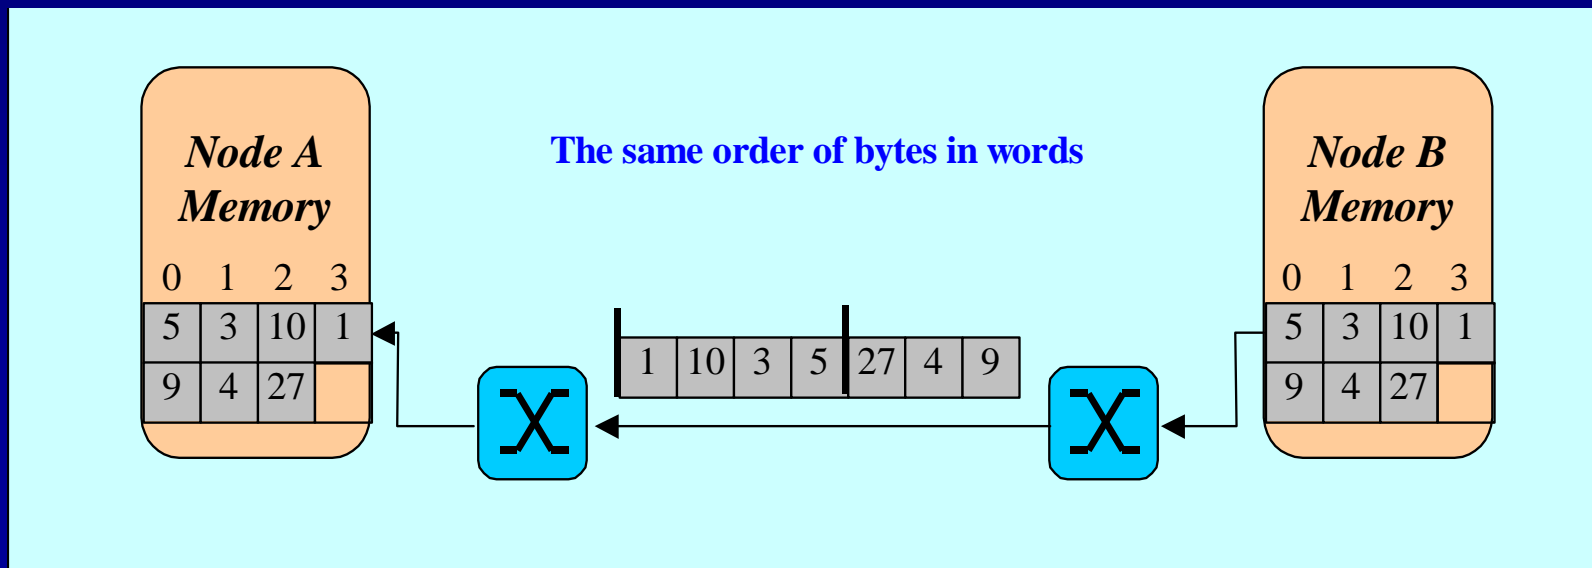 The same order of bytes in words
Node A
Memory
0 1 2 3
5 3 10 1
9 4 27
1 10 3 5 27 4 9
Node B
Memory
0 1 2 3
5 3 10 1
9 4 27